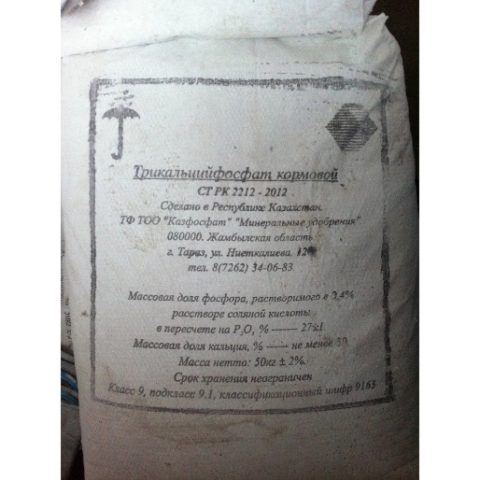 Трикальцийфосфат кормовой
СТ РК 2212 - 2012
Сделано в Республике Казахстан
ТФ ТОО "Казфосфат" "Минеральные удобрения"
080000. Жамбылская область
г. Тараз, ул. Ниеткалиева.
тел. 8(7262) 34-06-83
Массовая доля фосфора, растворимого в 0,4%
расстворе соляной кислоты
в пересчете на P₂O, % ------- 27±1
Массовая доля кальция, % ------ не менее
Масса нетто: 50кг ± 2%.
Срок хранения неограничен
Класс 9, подкласс 9.1, классификационный шифр 9163